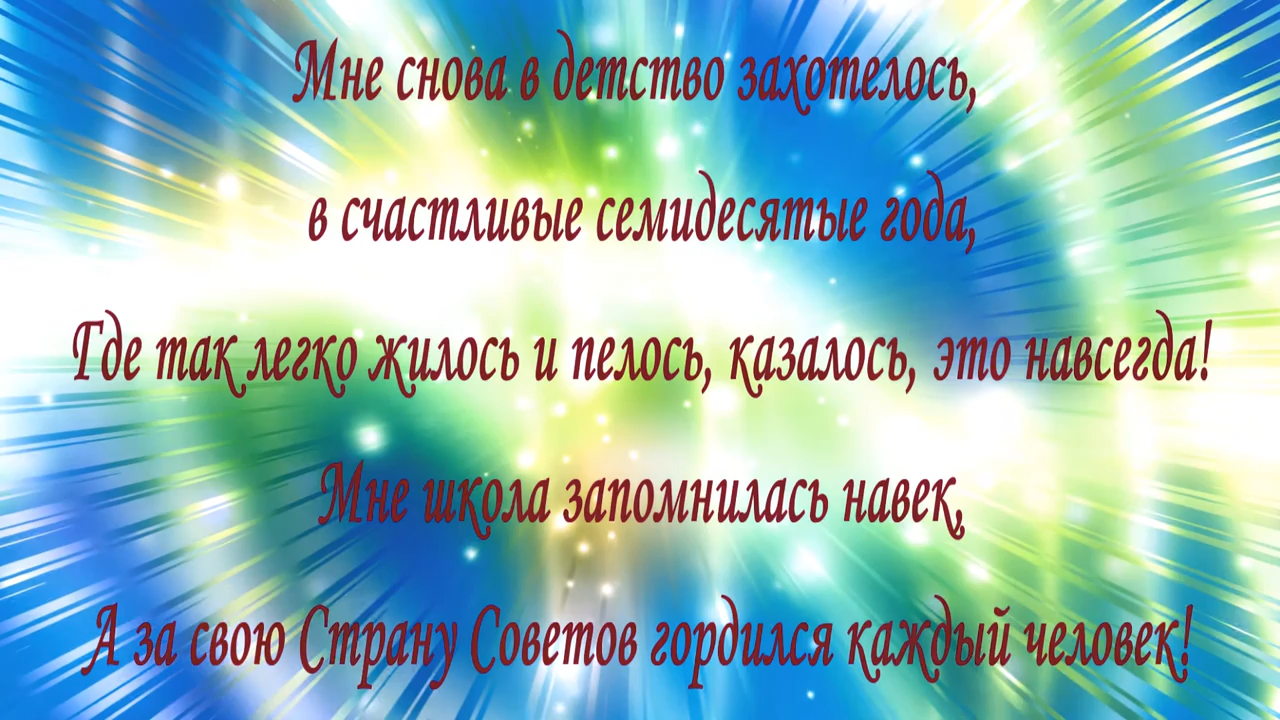 Мне снова в детство захотелось,
в счастливые семидесятые года,
Где так легко жилось и пелось, казалось, это навсегда!
Мне школа запомнилась навек,
А за свою Страну Советов гордился каждый человек!